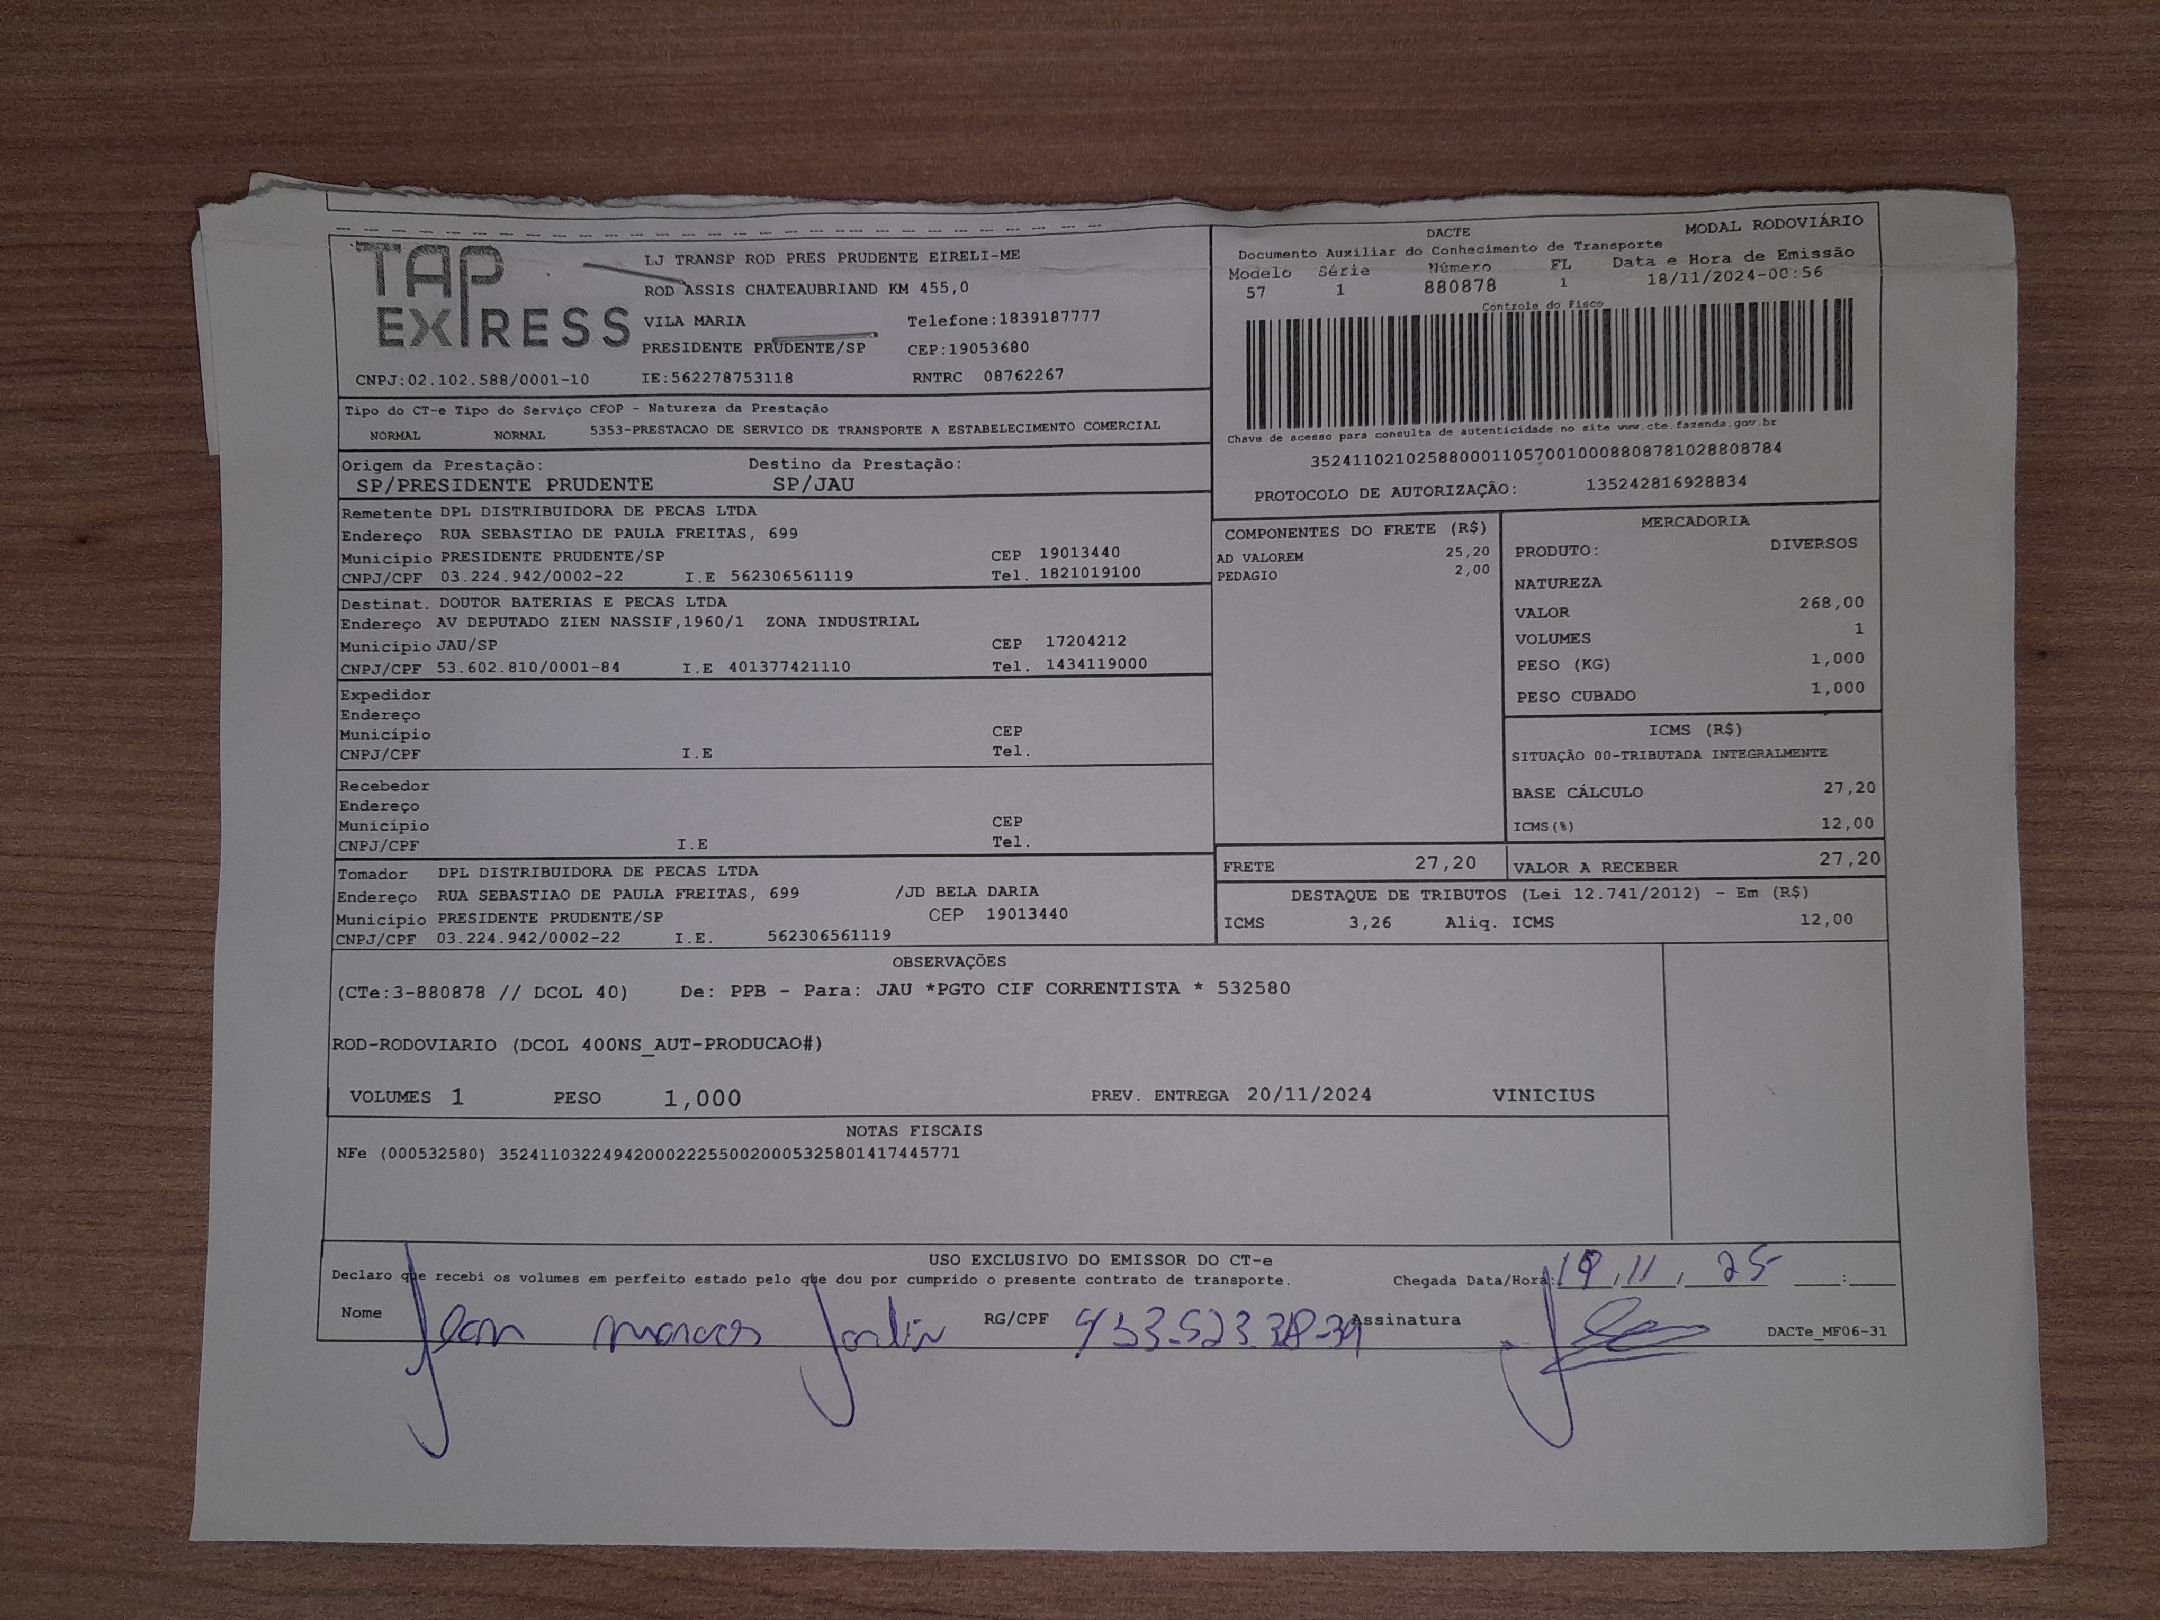 TAP EXPRESS
LJ TRANSP ROD PRES PRUDENTE EIRELI-ME
ROD ASSIS CHATEAUBRIAND KM 455,0
VILA MARIA Telefone:1839187777
PRESIDENTE PRUDENTE/SP CEP:19053680
CNPJ:02.102.588/0001-10 IE:562278753118 RNTRC 08762267
DACTE MODAL RODOVIÁRIO
Documento Auxiliar do Conhecimento de Transporte
Modelo Série Número FL Data e Hora de Emissão
57 1 880878 1 18/11/2024-00:56
Controle do Fisco
Chave de acesso para consulta de autenticidade no site www.cte.fazenda.gov.br
35241102102588000110570010008808781028808784
PROTOCOLO DE AUTORIZAÇÃO: 135242816928834
Tipo do CT-e Tipo do Serviço CFOP - Natureza da Prestação
NORMAL NORMAL 5353-PRESTACAO DE SERVICO DE TRANSPORTE A ESTABELECIMENTO COMERCIAL
Origem da Prestação: Destino da Prestação:
SP/PRESIDENTE PRUDENTE SP/JAU
Remetente DPL DISTRIBUIDORA DE PECAS LTDA
Endereço RUA SEBASTIAO DE PAULA FREITAS, 699
Município PRESIDENTE PRUDENTE/SP CEP 19013440
CNPJ/CPF 03.224.942/0002-22 I.E 562306561119 Tel. 1821019100
Destinat. DOUTOR BATERIAS E PECAS LTDA
Endereço AV DEPUTADO ZIEN NASSIF,1960/1 ZONA INDUSTRIAL
Município JAU/SP CEP 17204212
CNPJ/CPF 53.602.810/0001-84 I.E 401377421110 Tel. 1434119000
Expedidor
Endereço
Município CEP
CNPJ/CPF I.E Tel.
Recebedor
Endereço
Município CEP
CNPJ/CPF I.E Tel.
Tomador DPL DISTRIBUIDORA DE PECAS LTDA
Endereço RUA SEBASTIAO DE PAULA FREITAS, 699 /JD BELA DARIA
Município PRESIDENTE PRUDENTE/SP CEP 19013440
CNPJ/CPF 03.224.942/0002-22 I.E. 562306561119
COMPONENTES DO FRETE (R$)
AD VALOREM 25,20
PEDAGIO 2,00
MERCADORIA
PRODUTO: DIVERSOS
NATUREZA
VALOR 268,00
VOLUMES 1
PESO (KG) 1,000
PESO CUBADO 1,000
ICMS (R$)
SITUAÇÃO 00-TRIBUTADA INTEGRALMENTE
BASE CÁLCULO 27,20
ICMS(%) 12,00
FRETE 27,20 VALOR A RECEBER 27,20
DESTAQUE DE TRIBUTOS (Lei 12.741/2012) - Em (R$)
ICMS 3,26 Aliq. ICMS 12,00
OBSERVAÇÕES
(CTe:3-880878 // DCOL 40) De: PPB - Para: JAU *PGTO CIF CORRENTISTA * 532580
ROD-RODOVIARIO (DCOL 400NS_AUT-PRODUCAO#)
VOLUMES 1 PESO 1,000 PREV. ENTREGA 20/11/2024 VINICIUS
NOTAS FISCAIS
NFe (000532580) 35241103224942000222550020005325801417445771
USO EXCLUSIVO DO EMISSOR DO CT-e
Declaro que recebi os volumes em perfeito estado pelo que dou por cumprido o presente contrato de transporte. Chegada Data/Hora: 19,11,25 :
Nome Jean marcos RG/CPF Assinatura
DACTe_MF06-31